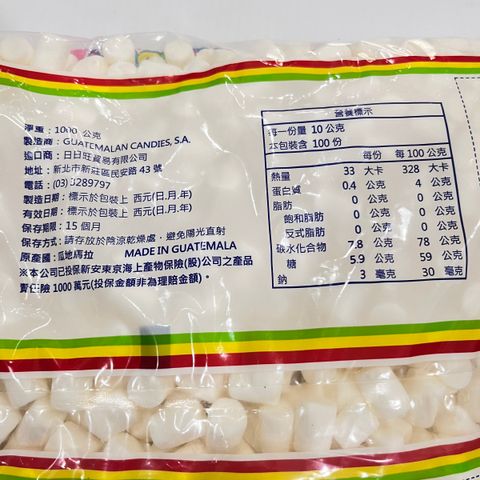 淨重：1000 公克
製造商：GUATEMALAN CANDIES, S.A.
進口商：日日旺貿易有限公司
地址：新北市新莊區民安路 43 號
電話：(03)3289797
製造日期：標示於包裝上 西元(日.月.年)
有效日期：標示於包裝上 西元(日.月.年)
保存期限：15 個月
保存方式：請存放於陰涼乾燥處，避免陽光直射
原產國：瓜地馬拉 MADE IN GUATEMALA
※本公司已投保新安東京海上產物保險(股)公司之產品
責任險 1000 萬元(投保金額非為理賠金額)。
營養標示
每一份量 10 公克
本包裝含 100 份
每份 每 100 公克
熱量 33 大卡 328 大卡
蛋白質 0.4 公克 4 公克
脂肪 0 公克 0 公克
飽和脂肪 0 公克 0 公克
反式脂肪 0 公克 0 公克
碳水化合物 7.8 公克 78 公克
糖 5.9 公克 59 公克
鈉 3 毫克 30 毫克